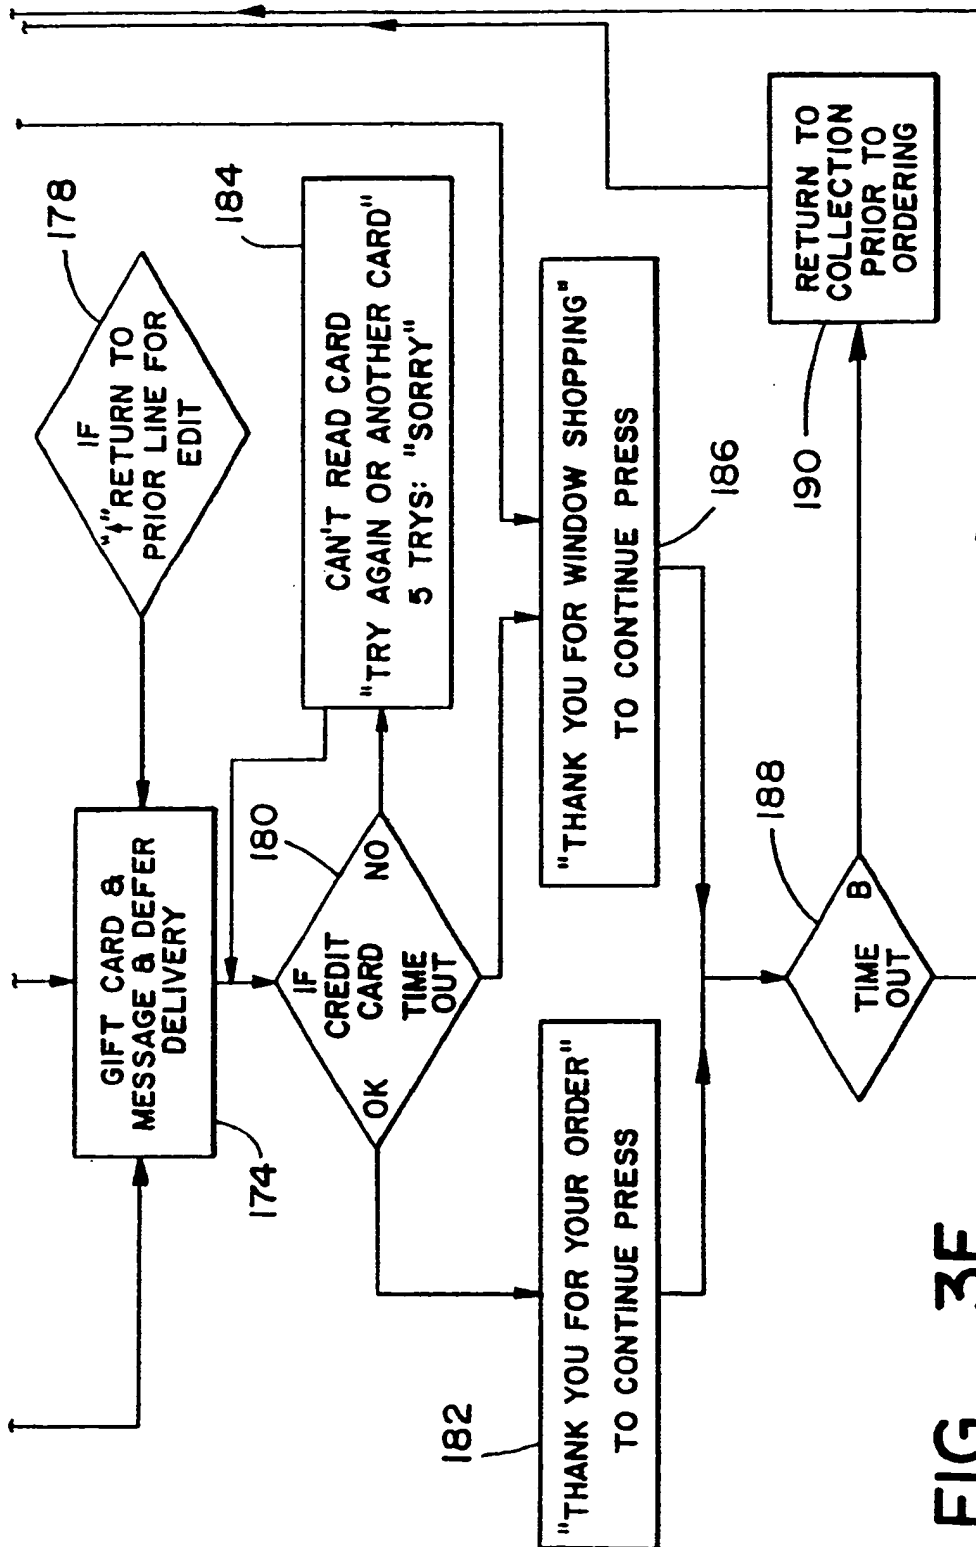 IF
"↑" RETURN TO
PRIOR LINE FOR
EDIT
178
GIFT CARD &
MESSAGE & DEFER
DELIVERY
174
CAN'T READ CARD
"TRY AGAIN OR ANOTHER CARD"
5 TRYS: "SORRY"
184
IF
CREDIT
CARD
OK
NO
TIME
OUT
180
"THANK YOU FOR YOUR ORDER"
TO CONTINUE PRESS
182
"THANK YOU FOR WINDOW SHOPPING"
TO CONTINUE PRESS
186
TIME
OUT
B
188
RETURN TO
COLLECTION
PRIOR TO
ORDERING
190